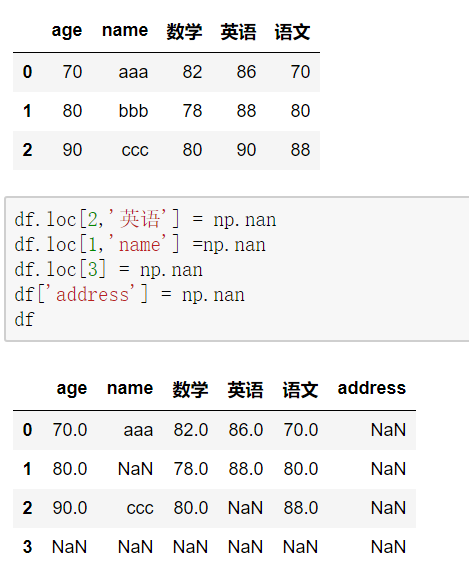 age name 数学 英语 语文
0 70 aaa 82 86 70
1 80 bbb 78 88 80
2 90 ccc 80 90 88
df.loc[2,'英语'] = np.nan
df.loc[1,'name'] =np.nan
df.loc[3] = np.nan
df['address'] = np.nan
df
age name 数学 英语 语文 address
0 70.0 aaa 82.0 86.0 70.0 NaN
1 80.0 NaN 78.0 88.0 80.0 NaN
2 90.0 ccc 80.0 NaN 88.0 NaN
3 NaN NaN NaN NaN NaN NaN